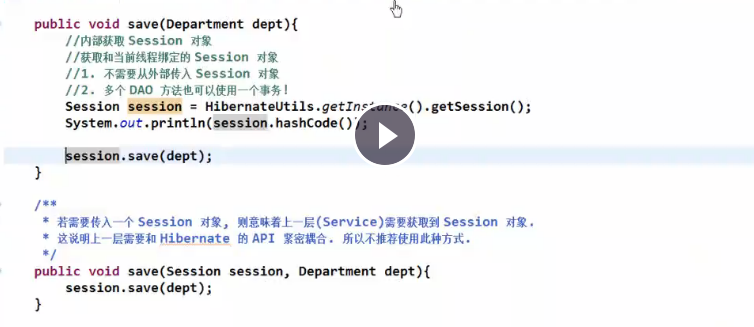 public void save(Department dept){
//内部获取 Session 对象
//获取和当前线程绑定的 Session 对象
//1. 不需要从外部传入 Session 对象
//2. 多个 DAO 方法也可以使用一个事务!
Session session = HibernateUtils.getInstance().getSession();
System.out.println(session.hashCode());
session.save(dept);
}
/**
* 若需要传入一个 Session 对象, 则意味着上一层(Service)需要获取到 Session 对象.
* 这说明上一层需要和 Hibernate 的 API 紧密耦合. 所以不推荐使用此种方式.
*/
public void save(Session session, Department dept){
session.save(dept);
}